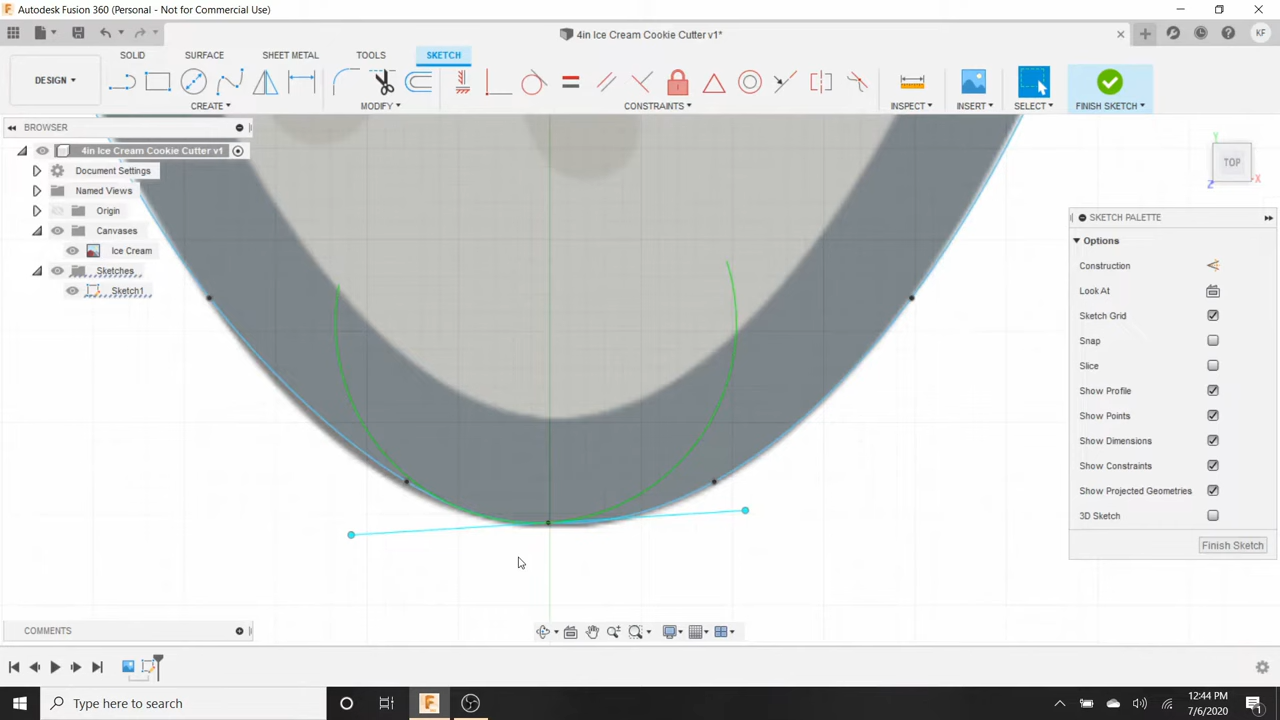 Autodesk Fusion 360 (Personal - Not for Commercial Use)
4in Ice Cream Cookie Cutter v1*
KF
SOLID SURFACE SHEET METAL TOOLS SKETCH
DESIGN
CREATE MODIFY CONSTRAINTS INSPECT INSERT SELECT FINISH SKETCH
BROWSER
4in Ice Cream Cookie Cutter v1
Document Settings
Named Views
Origin
Canvases
Ice Cream
Sketches
Sketch1
Y
TOP
X
Z
SKETCH PALETTE
Options
Construction
Look At
Sketch Grid
Snap
Slice
Show Profile
Show Points
Show Dimensions
Show Constraints
Show Projected Geometries
3D Sketch
Finish Sketch
COMMENTS
Type here to search
12:44 PM
7/6/2020
1